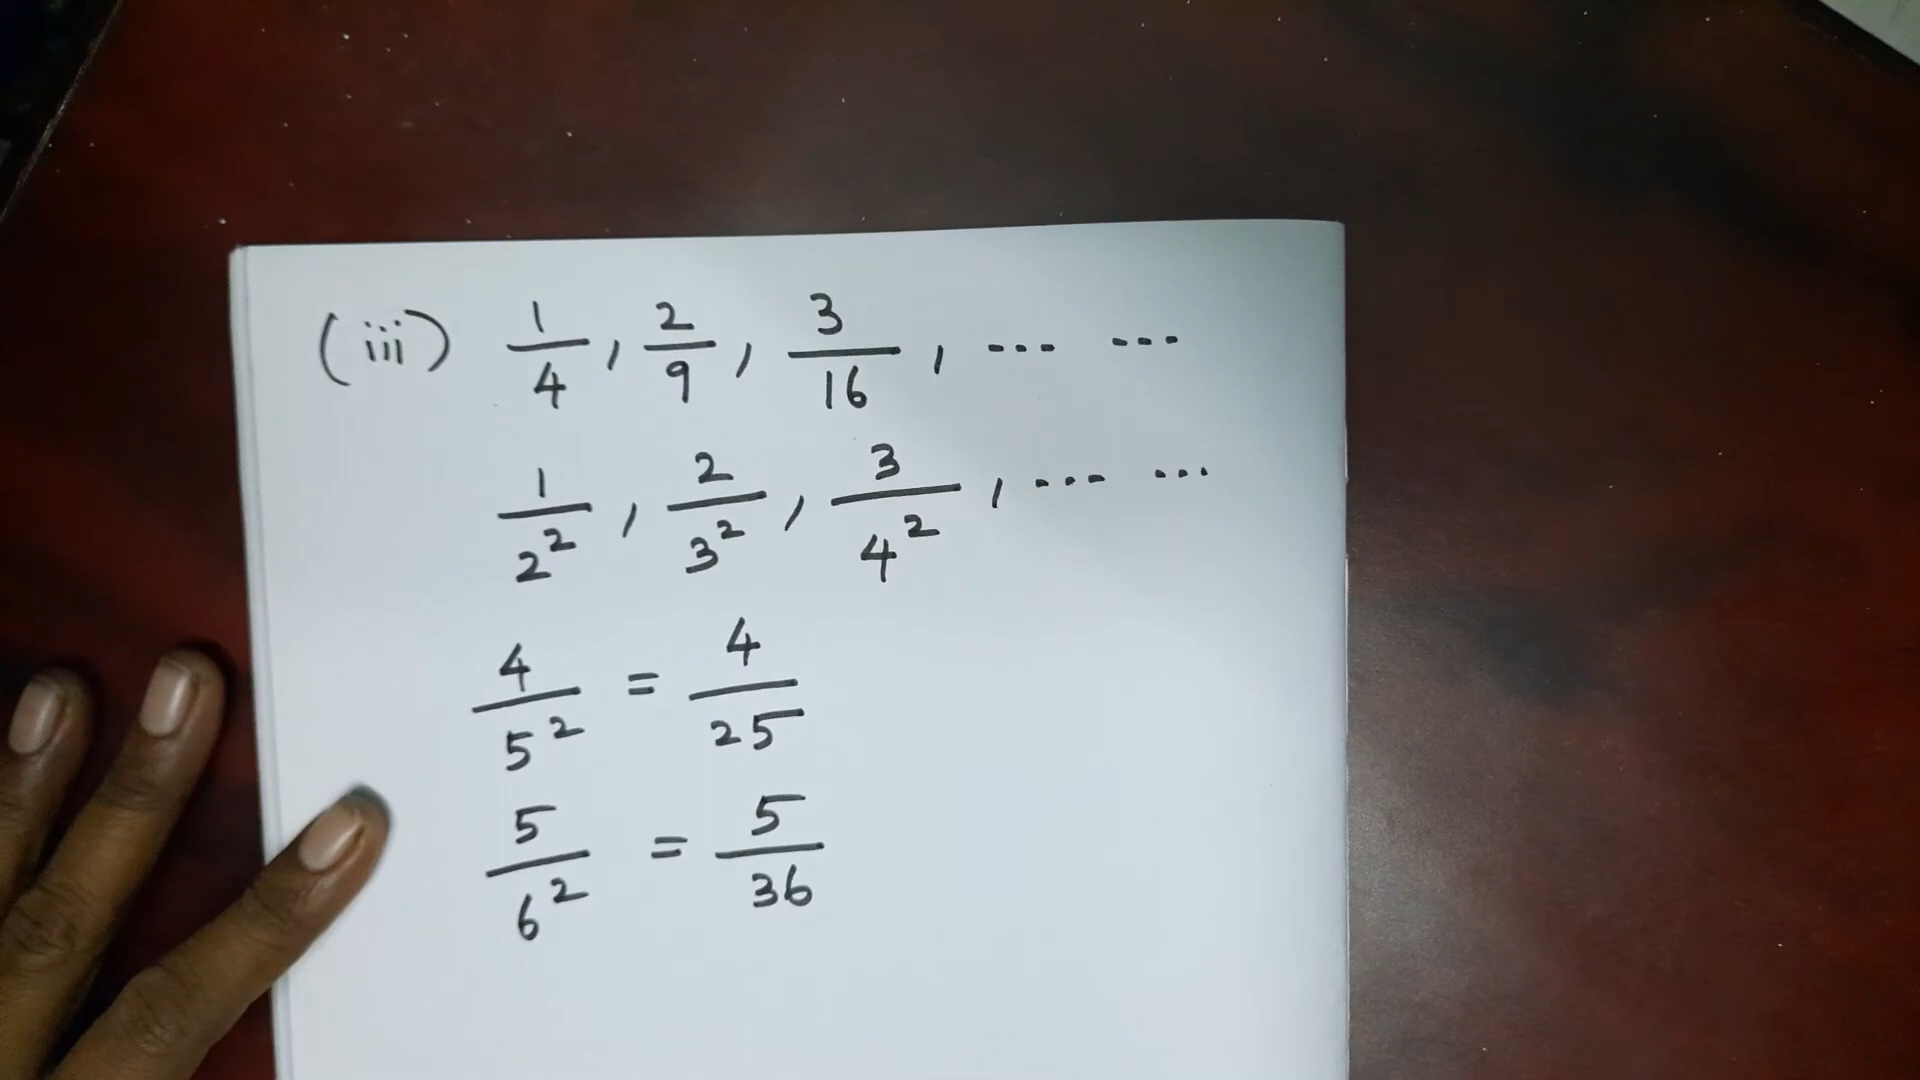 (iii) 1/4, 2/9, 3/16, ... ...
1/2², 2/3², 3/4², ... ...
4/5² = 4/25
5/6² = 5/36